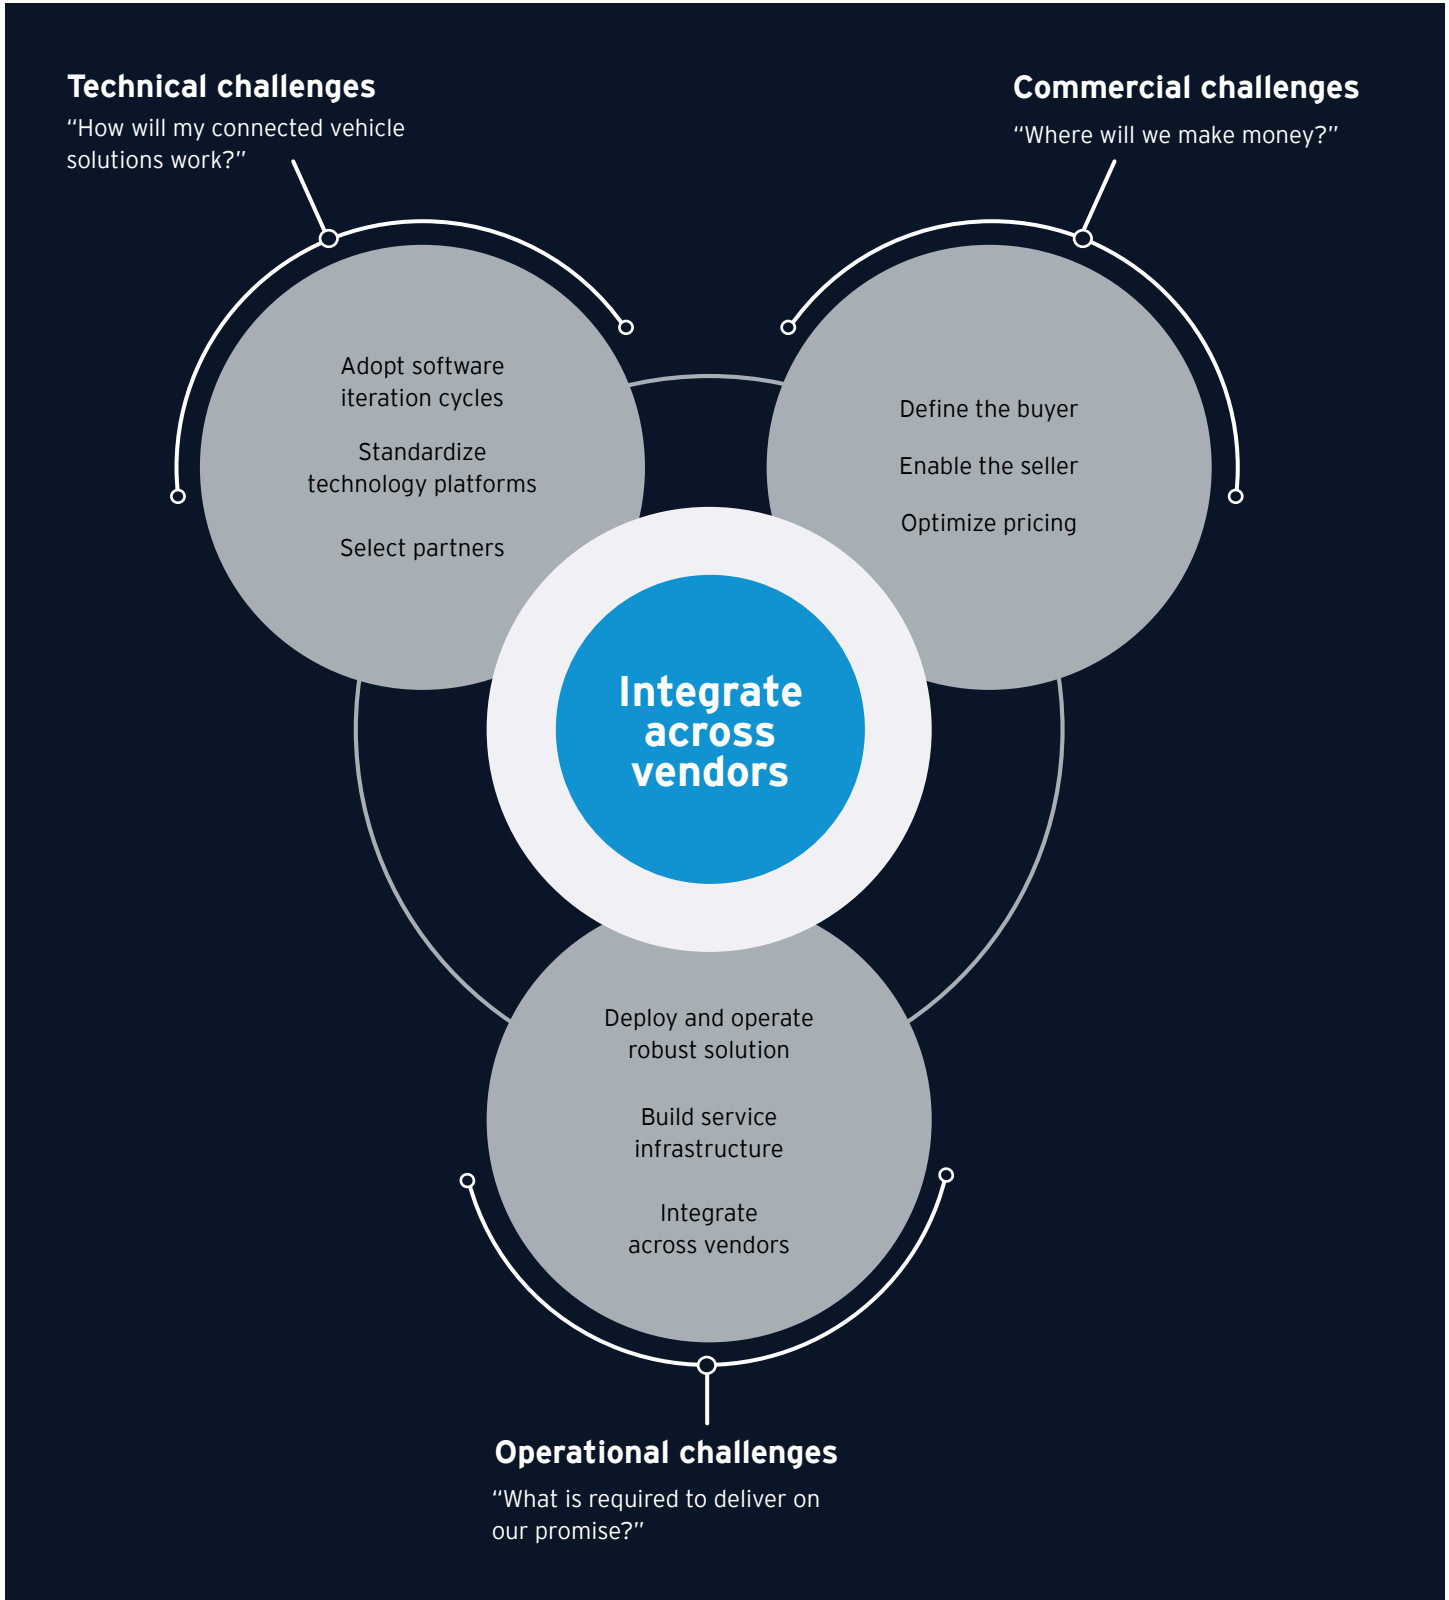 Technical challenges
“How will my connected vehicle
solutions work?”
Commercial challenges
“Where will we make money?”
Adopt software
iteration cycles
Standardize
technology platforms
Select partners
Define the buyer
Enable the seller
Optimize pricing
Integrate
across
vendors
Deploy and operate
robust solution
Build service
infrastructure
Integrate
across vendors
Operational challenges
“What is required to deliver on
our promise?”